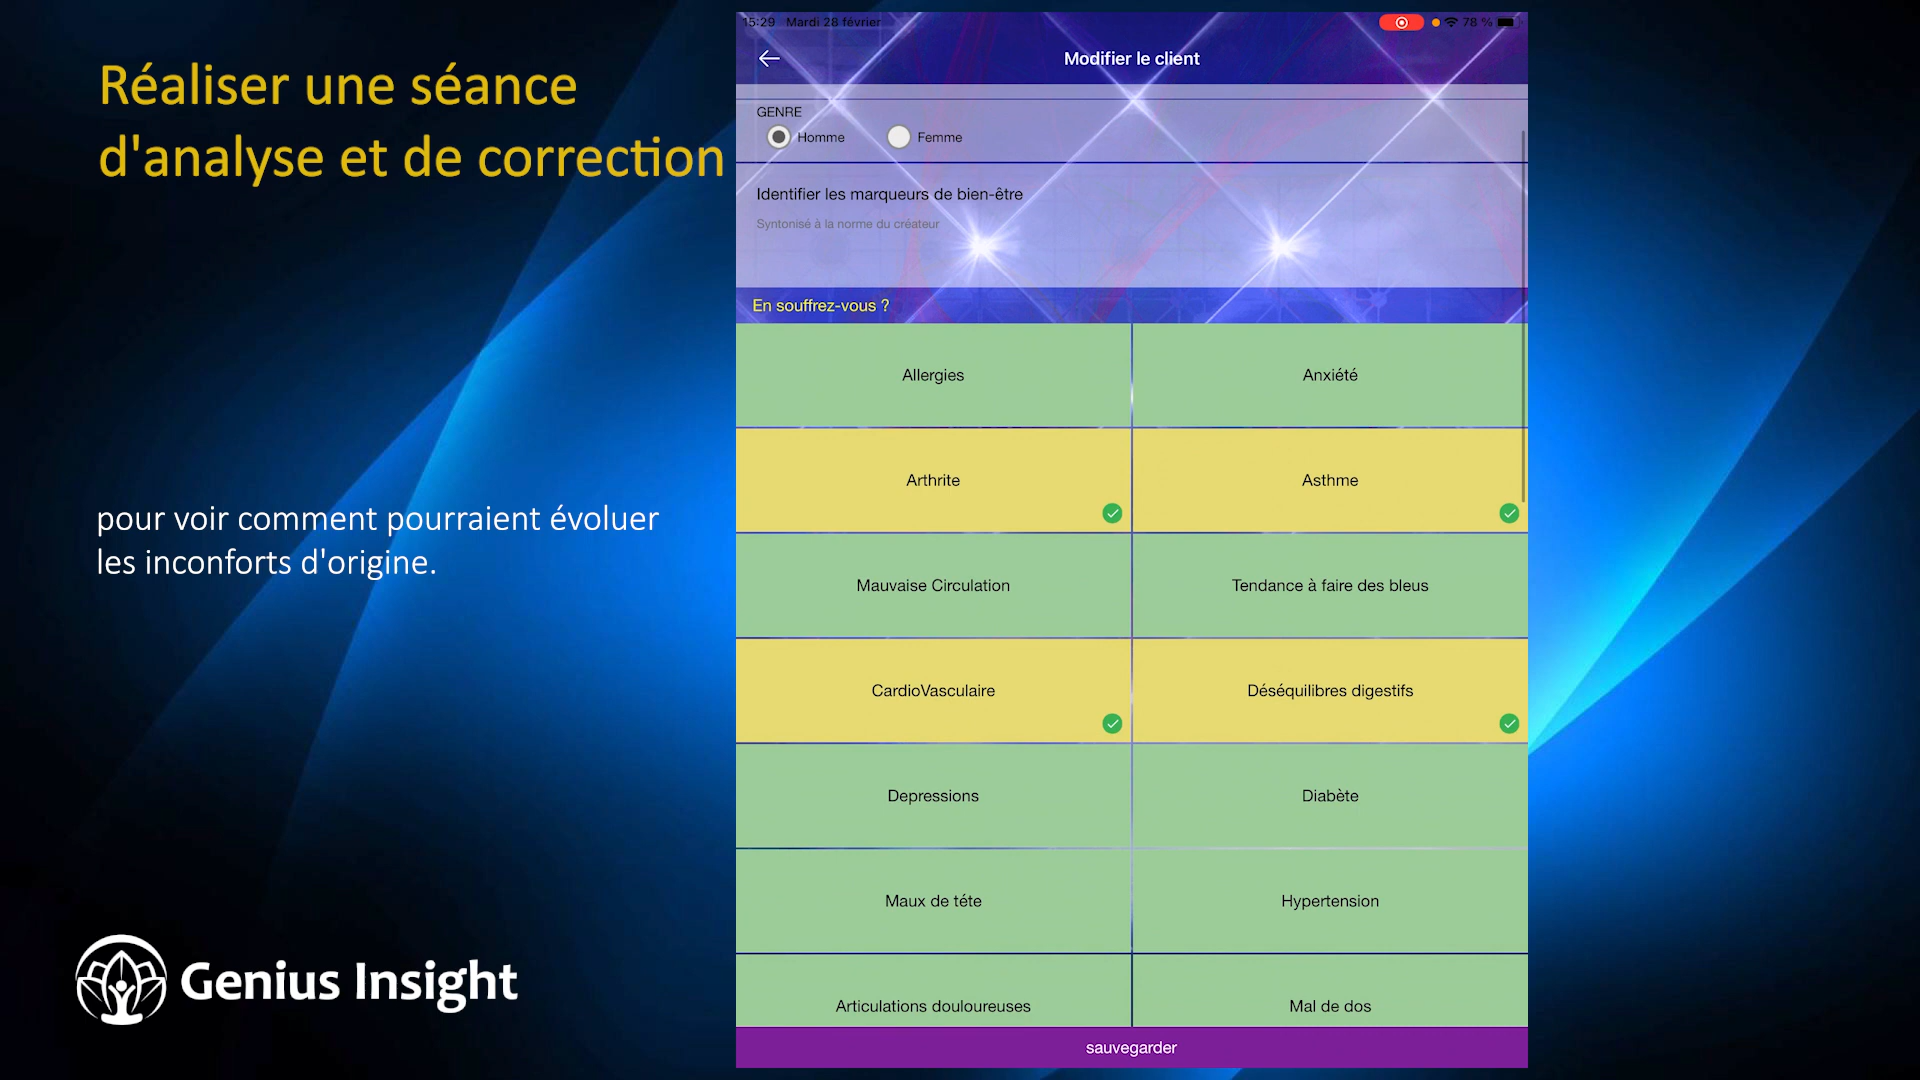 Réaliser une séance
d'analyse et de correction
pour voir comment pourraient évoluer
les inconforts d'origine.
Genius Insight
15:29 Mardi 28 février
78 %
Modifier le client
GENRE
Homme Femme
Identifier les marqueurs de bien-être
Syntonisé à la norme du créateur
En souffrez-vous ?
Allergies Anxiété
Arthrite Asthme
Mauvaise Circulation Tendance à faire des bleus
CardioVasculaire Déséquilibres digestifs
Depressions Diabète
Maux de téte Hypertension
Articulations douloureuses Mal de dos
sauvegarder